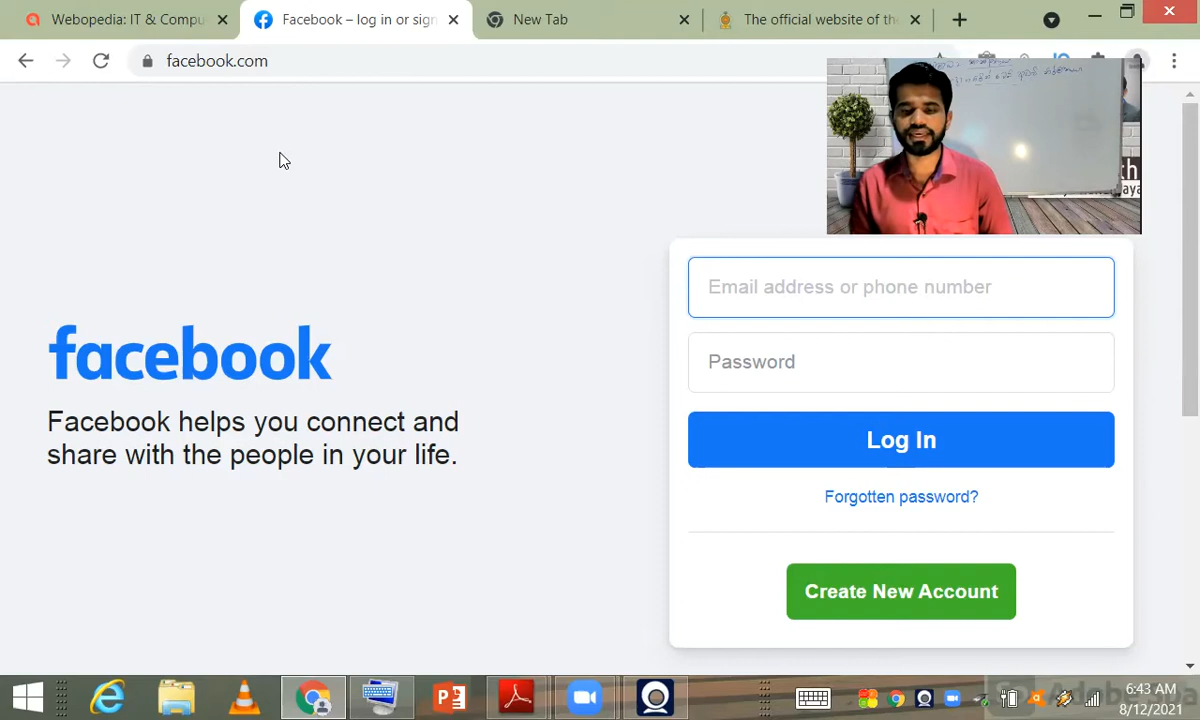 Webopedia: IT & Compu
Facebook – log in or sign
New Tab
The official website of the
facebook.com
facebook
Facebook helps you connect and
share with the people in your life.
Email address or phone number
Password
Log In
Forgotten password?
Create New Account
6:43 AM
8/12/2021